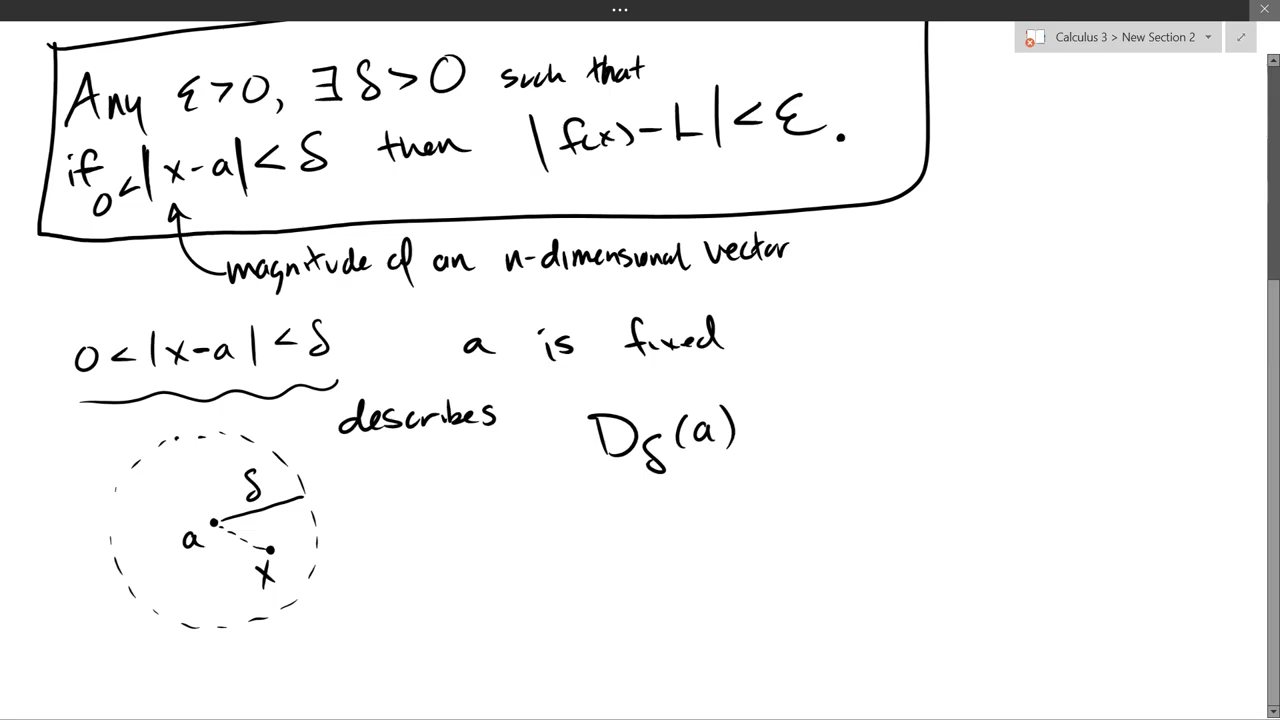 ...
Calculus 3 > New Section 2
Any ε>0, ∃ δ>0 such that
if 0<|x-a|<δ then |f(x)-L|<ε.
magnitude of an n-dimensional vector
0<|x-a|<δ a is fixed
describes D_δ(a)
δ
a
x